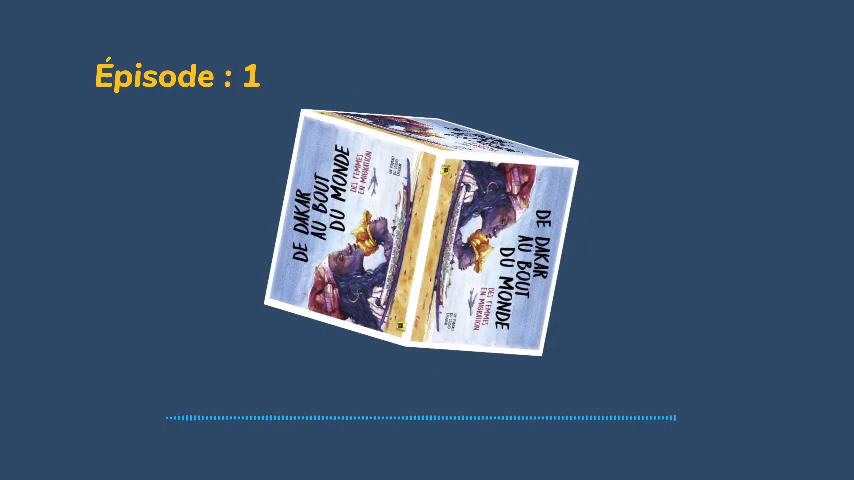 Épisode : 1
DE DAKAR
AU BOUT
DU MONDE
DES FEMMES
EN MIGRATION
DE DAKAR
AU BOUT
DU MONDE
DES FEMMES
EN MIGRATION